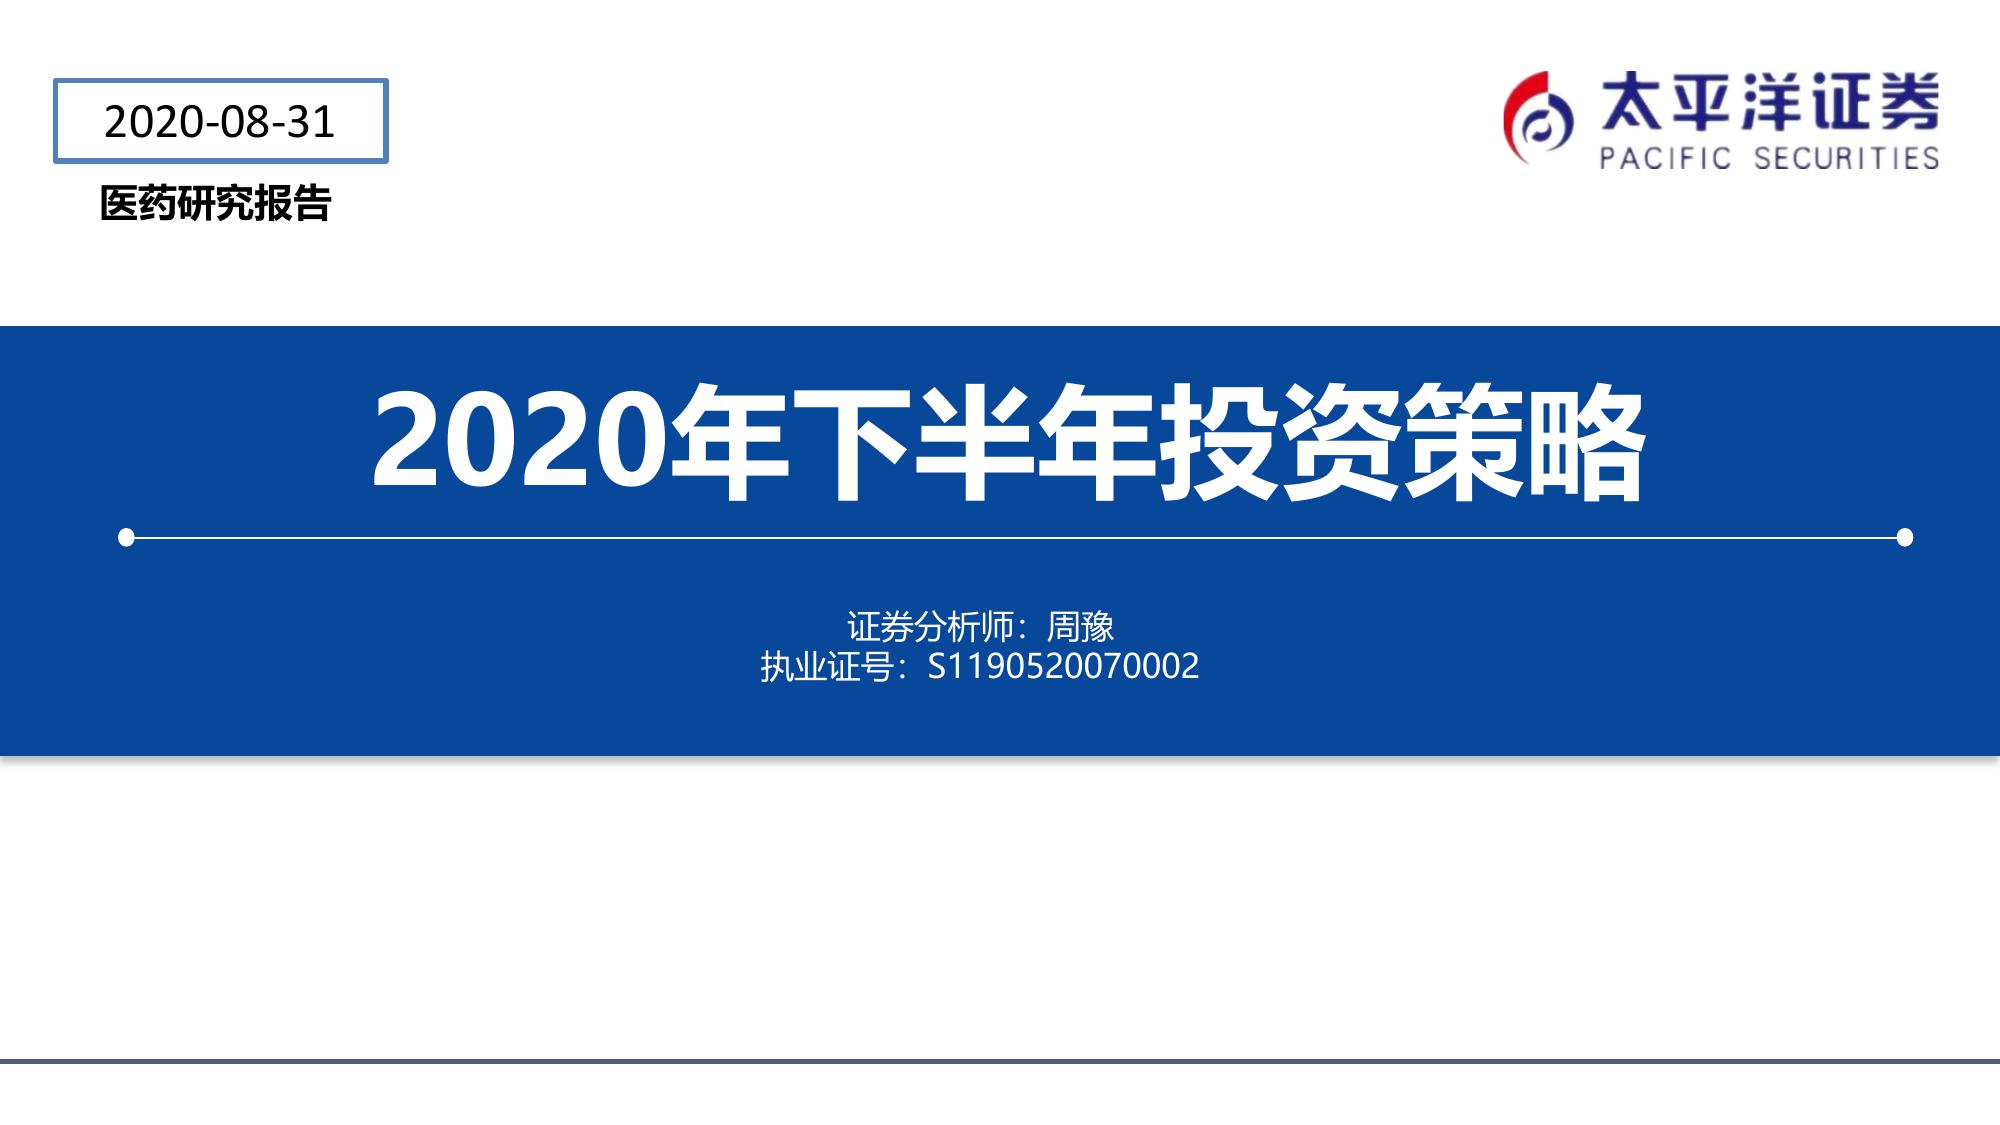 2020-08-31
太平洋证券
PACIFIC SECURITIES
医药研究报告
2020年下半年投资策略
证券分析师：周豫
执业证号：S1190520070002